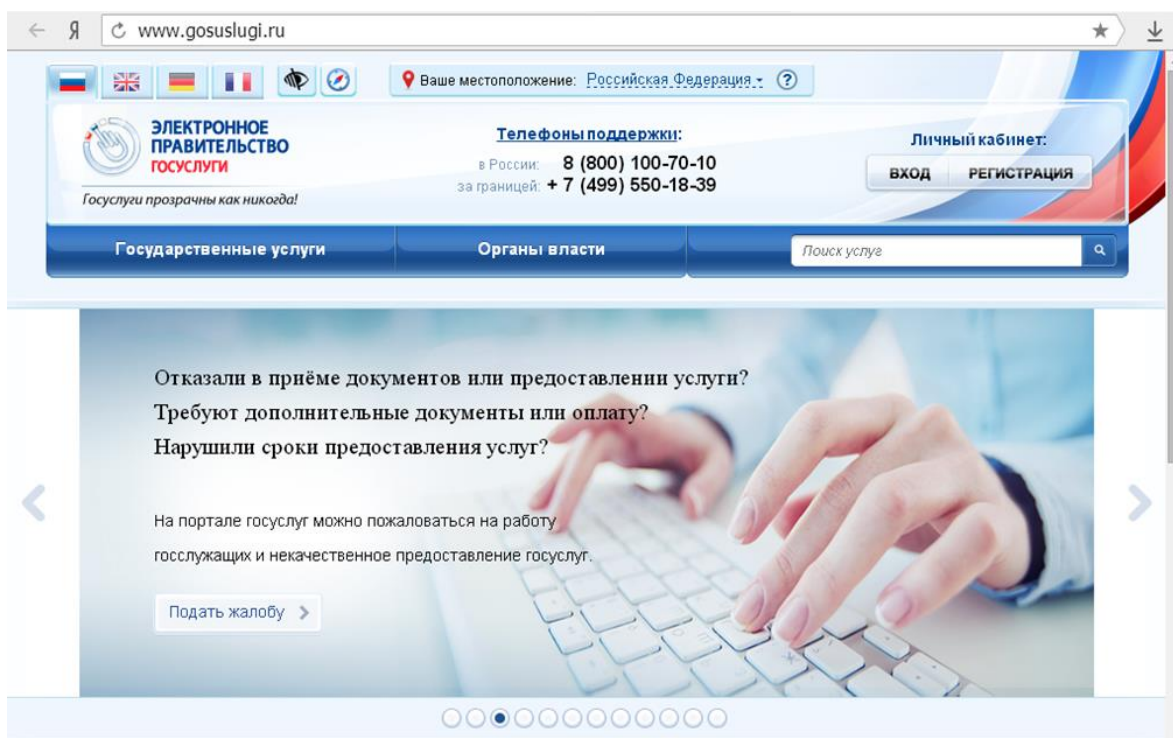 Я www.gosuslugi.ru
Ваше местоположение: Российская Федерация ?
ЭЛЕКТРОННОЕ
ПРАВИТЕЛЬСТВО
ГОСУСЛУГИ
Госуслуги прозрачны как никогда!
Телефоны поддержки:
в России: 8 (800) 100-70-10
за границей: + 7 (499) 550-18-39
Личный кабинет:
ВХОД РЕГИСТРАЦИЯ
Государственные услуги Органы власти Поиск услуг
Отказали в приёме документов или предоставлении услуги?
Требуют дополнительные документы или оплату?
Нарушили сроки предоставления услуг?
На портале госуслуг можно пожаловаться на работу
госслужащих и некачественное предоставление госуслуг.
Подать жалобу